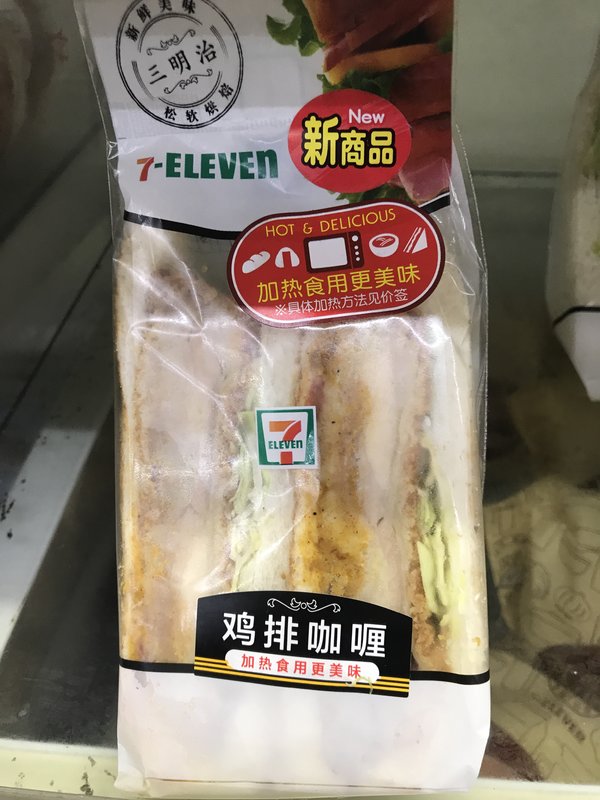 新鲜美味
三明治
松软烘焙
7-ELEVEN
New
新商品
HOT & DELICIOUS
加热食用更美味
※具体加热方法见价签
7
ELEVEN
鸡排咖喱
加热食用更美味
ELEVEN